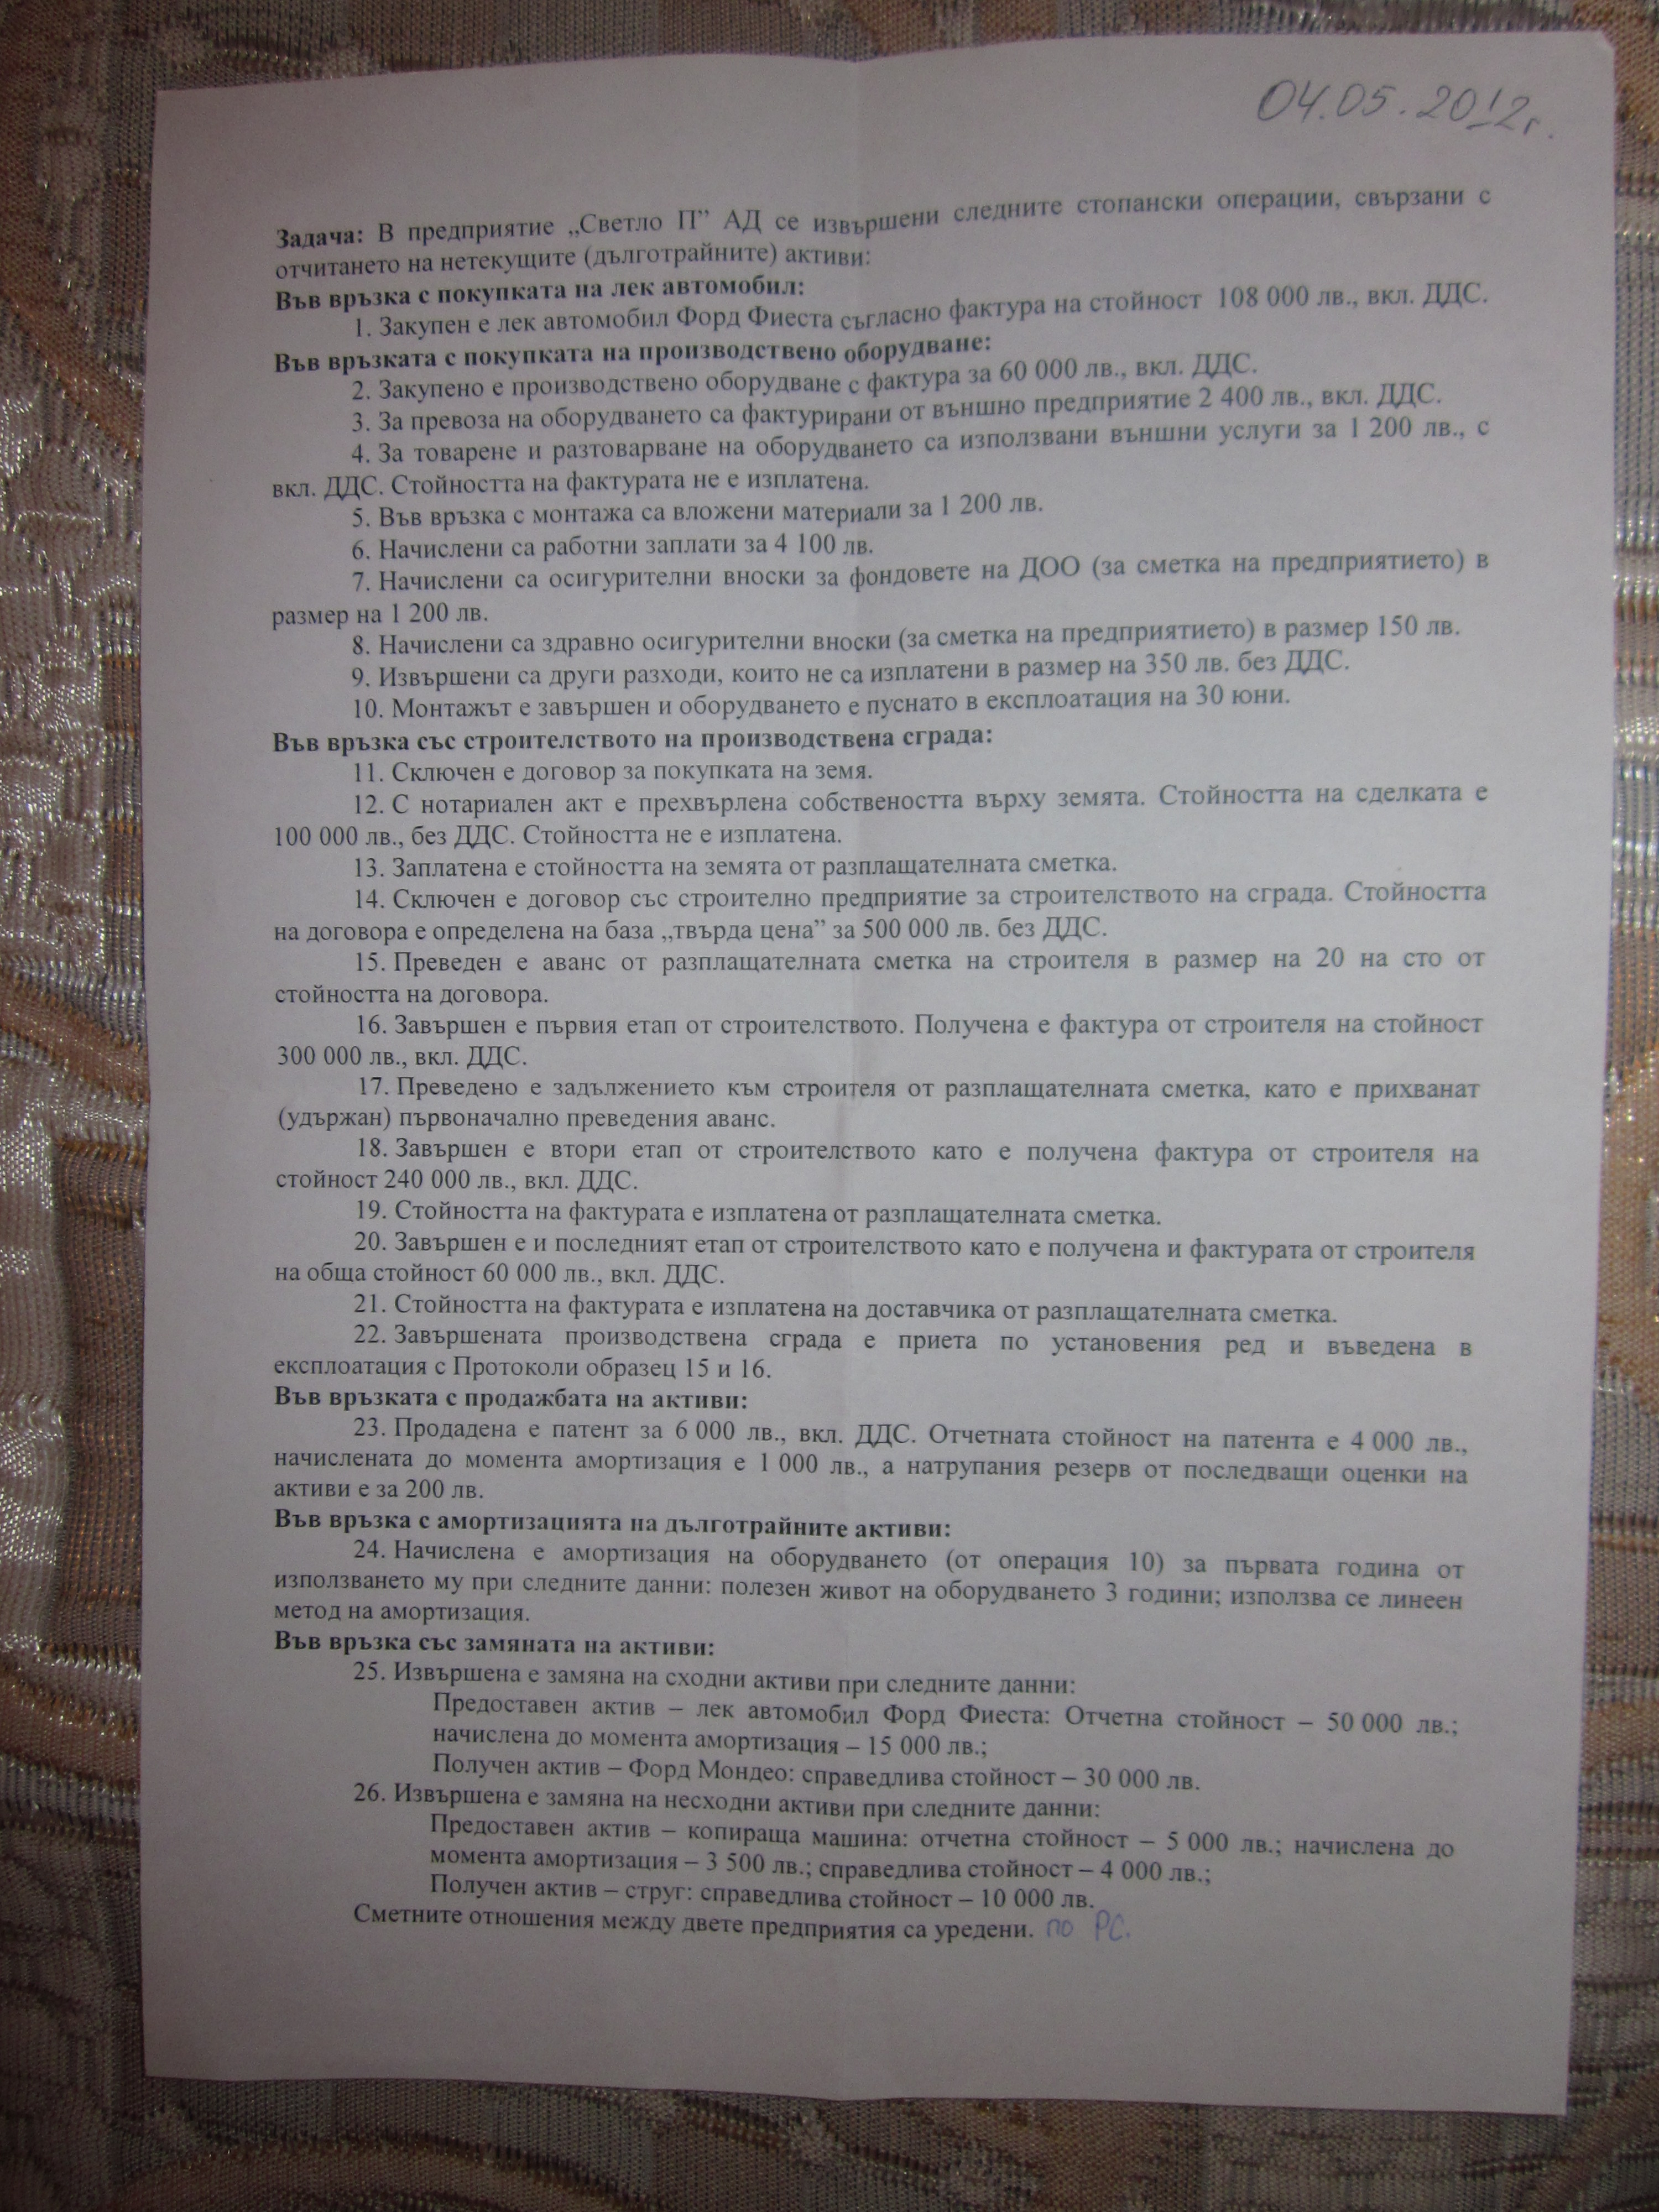 04.05.2012г.
Задача: В предприятие „Светло П” АД се извършени следните стопански операции, свързани с
отчитането на нетекущите (дълготрайните) активи:
Във връзка с покупката на лек автомобил:
1. Закупен е лек автомобил Форд Фиеста съгласно фактура на стойност 108 000 лв., вкл. ДДС.
Във връзката с покупката на производствено оборудване:
2. Закупено е производствено оборудване с фактура за 60 000 лв., вкл. ДДС.
3. За превоза на оборудването са фактурирани от външно предприятие 2 400 лв., вкл. ДДС.
4. За товарене и разтоварване на оборудването са използвани външни услуги за 1 200 лв., с
вкл. ДДС. Стойността на фактурата не е изплатена.
5. Във връзка с монтажа са вложени материали за 1 200 лв.
6. Начислени са работни заплати за 4 100 лв.
7. Начислени са осигурителни вноски за фондовете на ДОО (за сметка на предприятието) в
размер на 1 200 лв.
8. Начислени са здравно осигурителни вноски (за сметка на предприятието) в размер 150 лв.
9. Извършени са други разходи, които не са изплатени в размер на 350 лв. без ДДС.
10. Монтажът е завършен и оборудването е пуснато в експлоатация на 30 юни.
Във връзка със строителството на производствена сграда:
11. Сключен е договор за покупката на земя.
12. С нотариален акт е прехвърлена собствеността върху земята. Стойността на сделката е
100 000 лв., без ДДС. Стойността не е изплатена.
13. Заплатена е стойността на земята от разплащателната сметка.
14. Сключен е договор със строително предприятие за строителството на сграда. Стойността
на договора е определена на база „твърда цена” за 500 000 лв. без ДДС.
15. Преведен е аванс от разплащателната сметка на строителя в размер на 20 на сто от
стойността на договора.
16. Завършен е първия етап от строителството. Получена е фактура от строителя на стойност
300 000 лв., вкл. ДДС.
17. Преведено е задължението към строителя от разплащателната сметка, като е прихванат
(удържан) първоначално преведения аванс.
18. Завършен е втори етап от строителството като е получена фактура от строителя на
стойност 240 000 лв., вкл. ДДС.
19. Стойността на фактурата е изплатена от разплащателната сметка.
20. Завършен е и последният етап от строителството като е получена и фактурата от строителя
на обща стойност 60 000 лв., вкл. ДДС.
21. Стойността на фактурата е изплатена на доставчика от разплащателната сметка.
22. Завършената производствена сграда е приета по установения ред и въведена в
експлоатация с Протоколи образец 15 и 16.
Във връзката с продажбата на активи:
23. Продадена е патент за 6 000 лв., вкл. ДДС. Отчетната стойност на патента е 4 000 лв.,
начислената до момента амортизация е 1 000 лв., а натрупания резерв от последващи оценки на
активи е за 200 лв.
Във връзка с амортизацията на дълготрайните активи:
24. Начислена е амортизация на оборудването (от операция 10) за първата година от
използването му при следните данни: полезен живот на оборудването 3 години; използва се линеен
метод на амортизация.
Във връзка със замяната на активи:
25. Извършена е замяна на сходни активи при следните данни:
Предоставен актив – лек автомобил Форд Фиеста: Отчетна стойност – 50 000 лв.;
начислена до момента амортизация – 15 000 лв.;
Получен актив – Форд Мондео: справедлива стойност – 30 000 лв.
26. Извършена е замяна на несходни активи при следните данни:
Предоставен актив – копираща машина: отчетна стойност – 5 000 лв.; начислена до
момента амортизация – 3 500 лв.; справедлива стойност – 4 000 лв.;
Получен актив – струг: справедлива стойност – 10 000 лв.
Сметните отношения между двете предприятия са уредени. по РС.